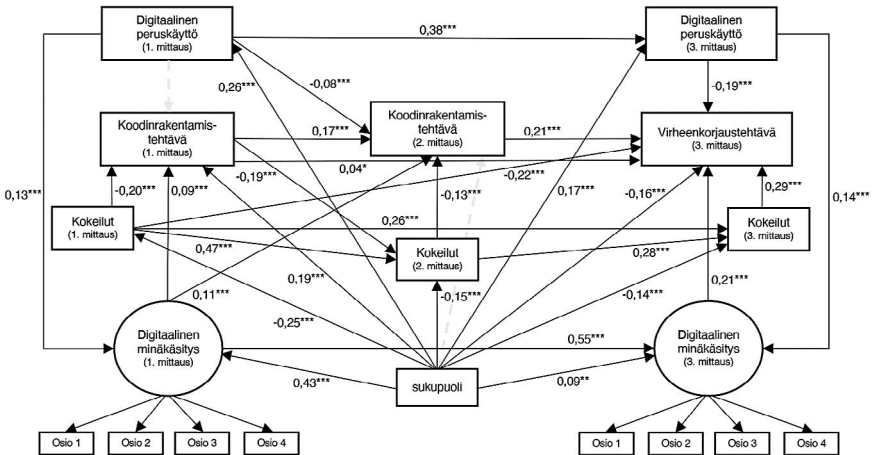 Digitaalinen
peruskäyttö
(1. mittaus)
Digitaalinen
peruskäyttö
(3. mittaus)
0,38***
0,26***
-0,08***
-0,19***
Koodinrakentamis-
tehtävä
(1. mittaus)
Koodinrakentamis-
tehtävä
(2. mittaus)
Virheenkorjaustehtävä
(3. mittaus)
0,17***
0,21***
0,04*
0,13***
-0,20***
0,09***
-0,19***
-0,13***
-0,22***
0,17***
-0,16***
0,29***
0,14***
Kokeilut
(1. mittaus)
Kokeilut
(2. mittaus)
Kokeilut
(3. mittaus)
0,26***
0,47***
0,28***
0,11***
0,19***
-0,15***
-0,14***
0,21***
-0,25***
Digitaalinen
minäkäsitys
(1. mittaus)
Digitaalinen
minäkäsitys
(3. mittaus)
0,55***
sukupuoli
0,43***
0,09**
Osio 1
Osio 2
Osio 3
Osio 4
Osio 1
Osio 2
Osio 3
Osio 4